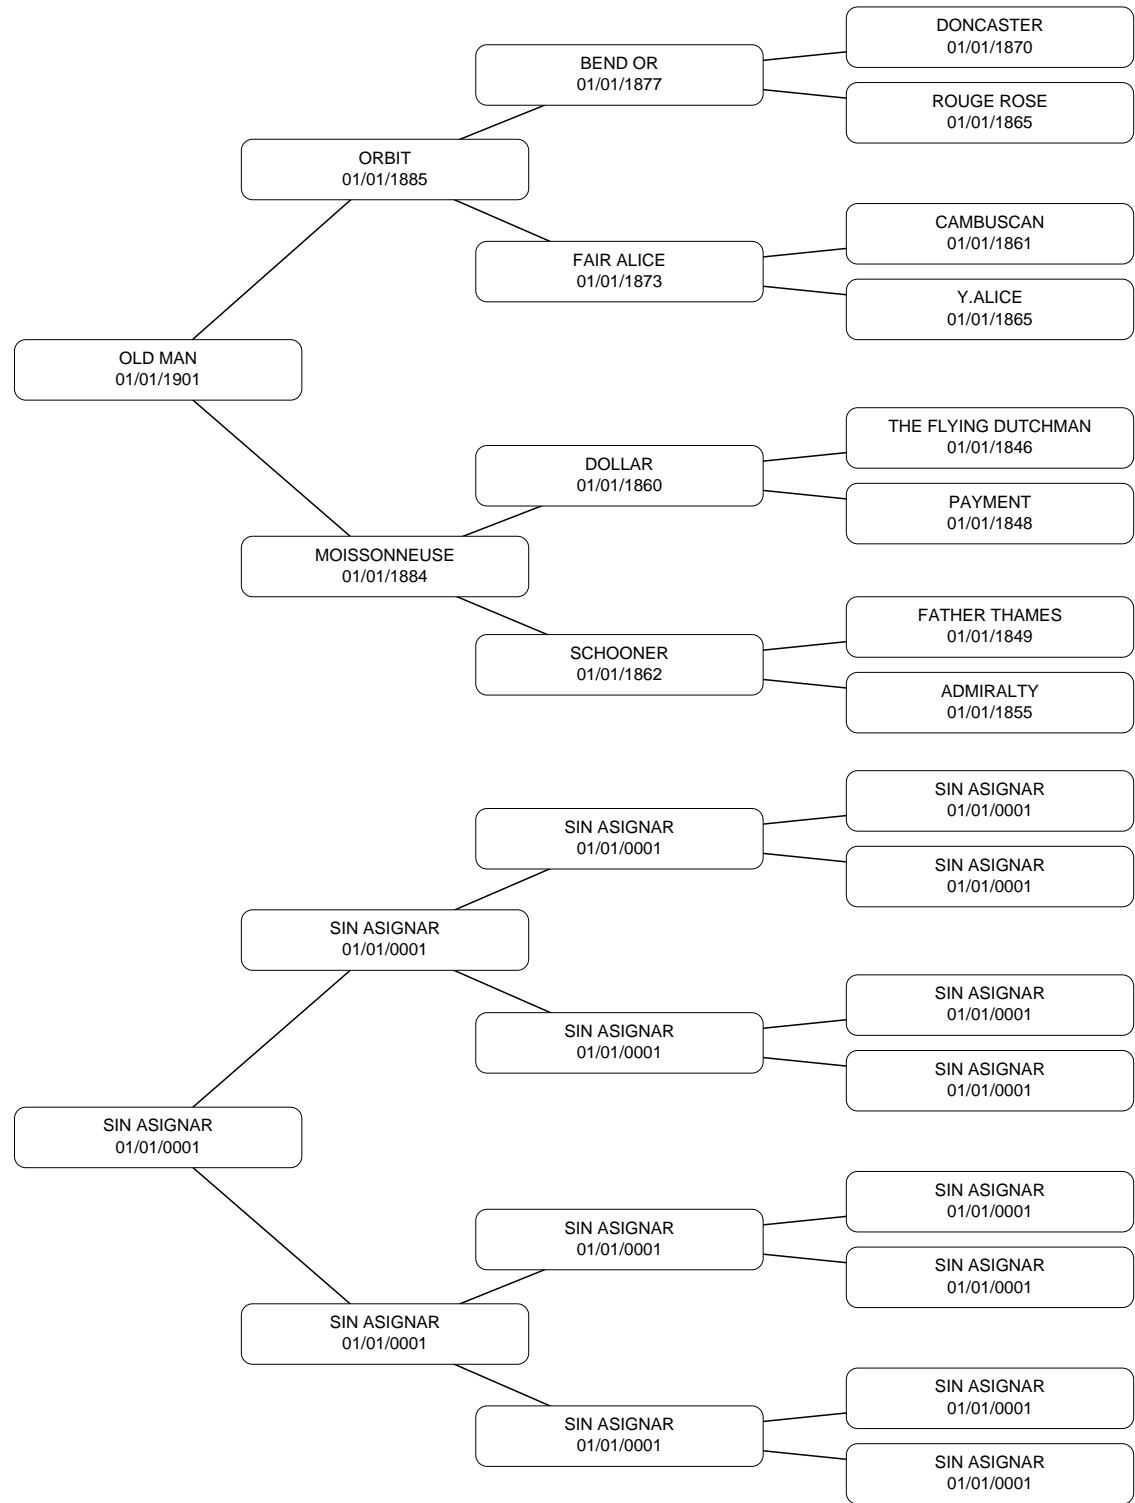 DONCASTER
01/01/1870
BEND OR
01/01/1877
ROUGE ROSE
01/01/1865
ORBIT
01/01/1885
CAMBUSCAN
01/01/1861
FAIR ALICE
01/01/1873
Y.ALICE
01/01/1865
OLD MAN
01/01/1901
THE FLYING DUTCHMAN
01/01/1846
DOLLAR
01/01/1860
PAYMENT
01/01/1848
MOISSONNEUSE
01/01/1884
FATHER THAMES
01/01/1849
SCHOONER
01/01/1862
ADMIRALTY
01/01/1855
SIN ASIGNAR
01/01/0001
SIN ASIGNAR
01/01/0001
SIN ASIGNAR
01/01/0001
SIN ASIGNAR
01/01/0001
SIN ASIGNAR
01/01/0001
SIN ASIGNAR
01/01/0001
SIN ASIGNAR
01/01/0001
SIN ASIGNAR
01/01/0001
SIN ASIGNAR
01/01/0001
SIN ASIGNAR
01/01/0001
SIN ASIGNAR
01/01/0001
SIN ASIGNAR
01/01/0001
SIN ASIGNAR
01/01/0001
SIN ASIGNAR
01/01/0001
SIN ASIGNAR
01/01/0001